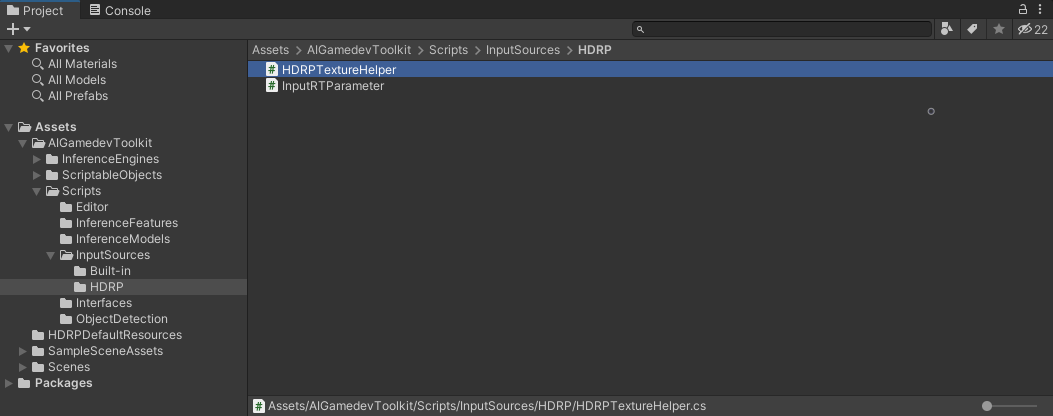 Project Console
22
Favorites
All Materials
All Models
All Prefabs
Assets
AIGamedevToolkit
InferenceEngines
ScriptableObjects
Scripts
Editor
InferenceFeatures
InferenceModels
InputSources
Built-in
HDRP
Interfaces
ObjectDetection
HDRPDefaultResources
SampleSceneAssets
Scenes
Packages
Assets > AIGamedevToolkit > Scripts > InputSources > HDRP
HDRPTextureHelper
InputRTParameter
Assets/AIGamedevToolkit/Scripts/InputSources/HDRP/HDRPTextureHelper.cs